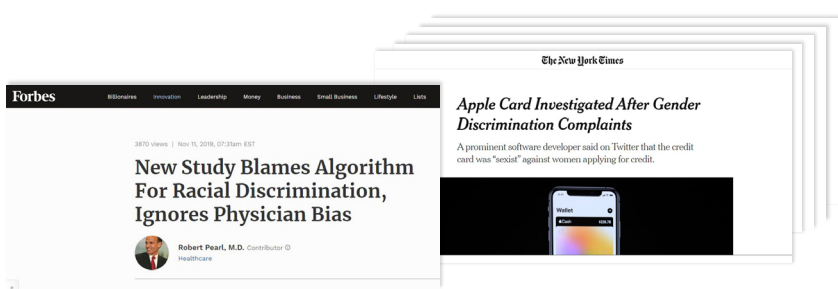 Forbes
Billionaires Innovation Leadership Money Business Small Business Lifestyle Lists
3870 views | Nov 11, 2019, 07:31am EST
New Study Blames Algorithm
For Racial Discrimination,
Ignores Physician Bias
Robert Pearl, M.D. Contributor
Healthcare
The New York Times
Apple Card Investigated After Gender
Discrimination Complaints
A prominent software developer said on Twitter that the credit
card was “sexist” against women applying for credit.
Wallet
Cash